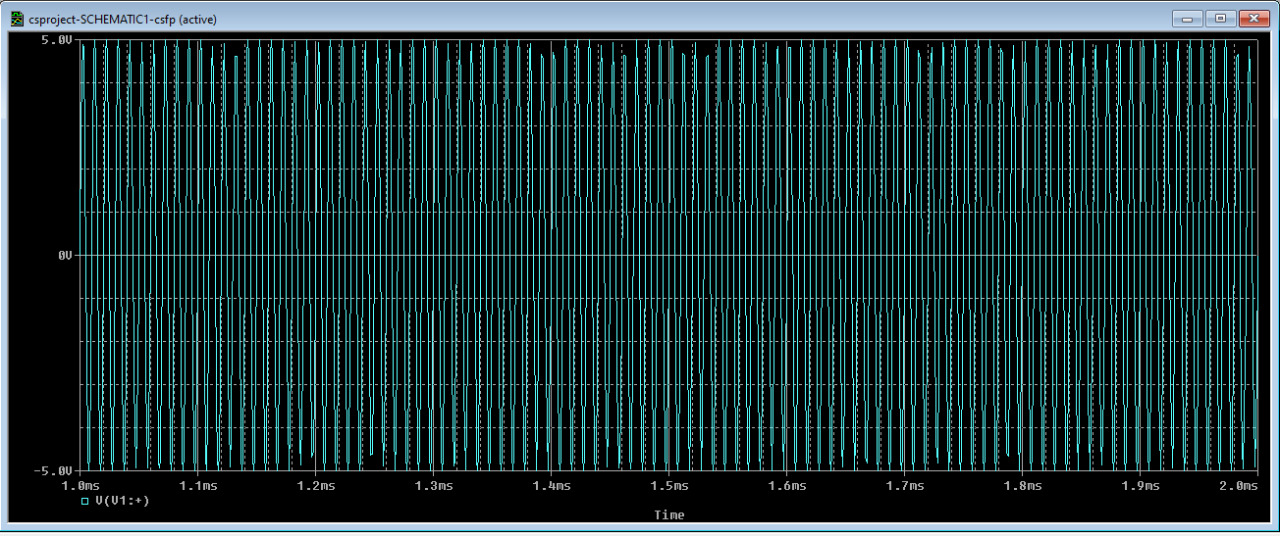 csproject-SCHEMATIC1-csfp (active)
5.0V
0V
-5.0V
1.0ms 1.1ms 1.2ms 1.3ms 1.4ms 1.5ms 1.6ms 1.7ms 1.8ms 1.9ms 2.0ms
V(V1:+)
Time